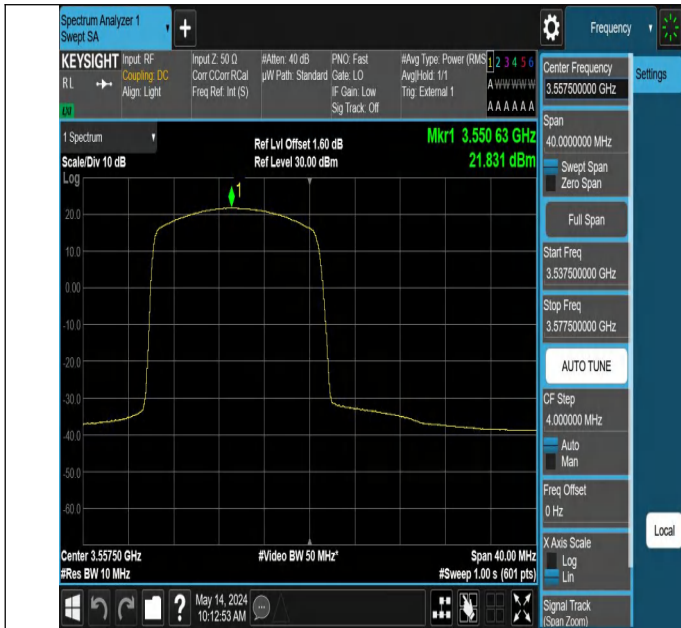 Spectrum Analyzer 1
Swept SA
+
Frequency
KEYSIGHT
RL
Input: RF
Coupling: DC
Align: Light
Input Z: 50 Ω
Corr CCorr RCal
Freq Ref: Int (S)
#Atten: 40 dB
µW Path: Standard
PNO: Fast
Gate: LO
IF Gain: Low
Sig Track: Off
#Avg Type: Power (RMS
Avg|Hold: 1/1
Trig: External 1
1 2 3 4 5 6
A W W W W W
A A A A A A
1 Spectrum
Scale/Div 10 dB
Log
Ref Lvl Offset 1.60 dB
Ref Level 30.00 dBm
Mkr1 3.550 63 GHz
21.831 dBm
1
20.0
10.0
0.00
-10.0
-20.0
-30.0
-40.0
-50.0
-60.0
Center 3.55750 GHz
#Video BW 50 MHz*
Span 40.00 MHz
#Res BW 10 MHz
#Sweep 1.00 s (601 pts)
?
May 14, 2024
10:12:53 AM
Center Frequency
3.557500000 GHz
Settings
Span
40.0000000 MHz
Swept Span
Zero Span
Full Span
Start Freq
3.537500000 GHz
Stop Freq
3.577500000 GHz
AUTO TUNE
CF Step
4.000000 MHz
Auto
Man
Freq Offset
0 Hz
Local
X Axis Scale
Log
Lin
Signal Track
(Span Zoom)